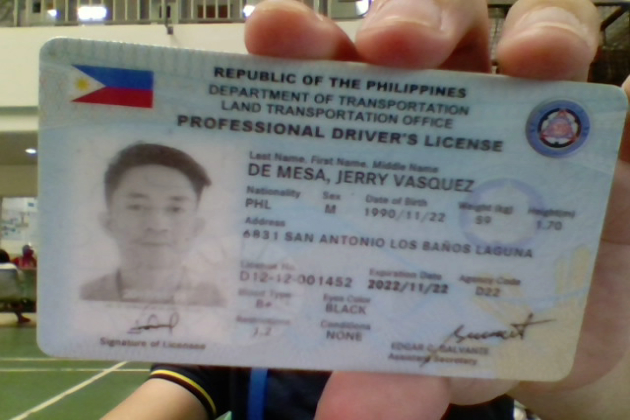 REPUBLIC OF THE PHILIPPINES
DEPARTMENT OF TRANSPORTATION
LAND TRANSPORTATION OFFICE
PROFESSIONAL DRIVER'S LICENSE
Last Name, First Name, Middle Name
DE MESA, JERRY VASQUEZ
Nationality Sex Date of Birth Weight (kg) Height(m)
PHL M 1990/11/22 59 1.70
Address
6831 SAN ANTONIO LOS BAÑOS LAGUNA
License No. Expiration Date Agency Code
D12-12-001452 2022/11/22 D22
Blood Type Eyes Color
B+ BLACK
Restrictions Conditions
1,2 NONE
Signature of Licensee
EDGAR C. GALVANTE
Assistant Secretary